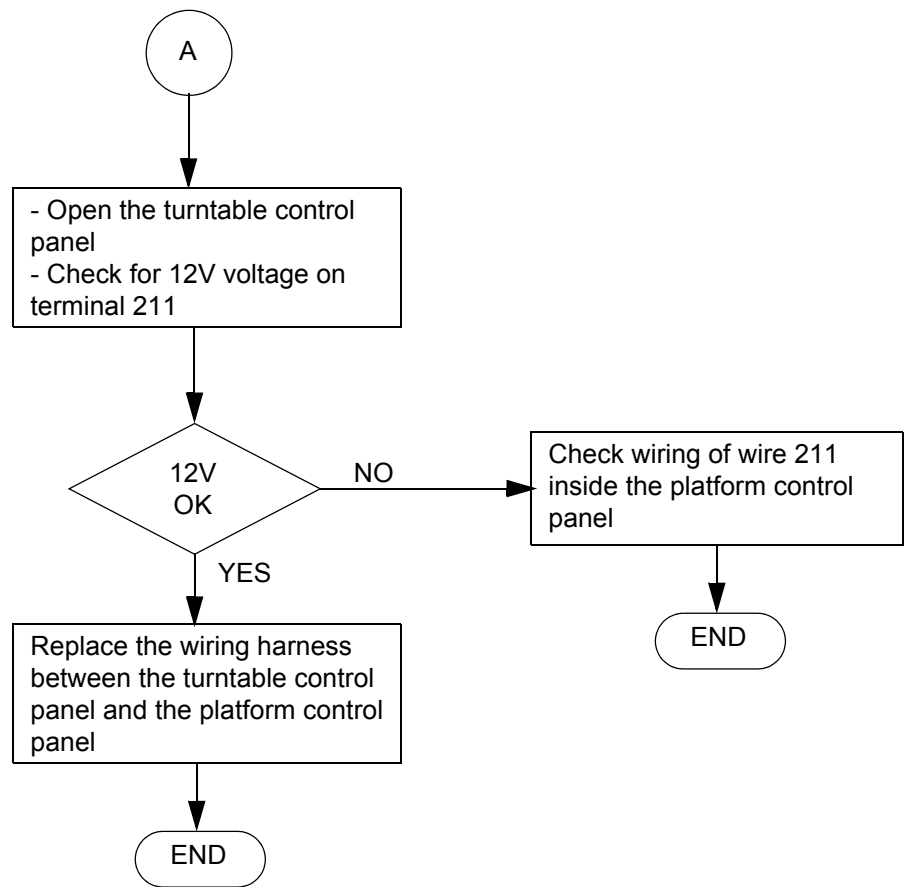 A
- Open the turntable control
panel
- Check for 12V voltage on
terminal 211
12V
OK
NO
Check wiring of wire 211
inside the platform control
panel
END
YES
Replace the wiring harness
between the turntable control
panel and the platform control
panel
END